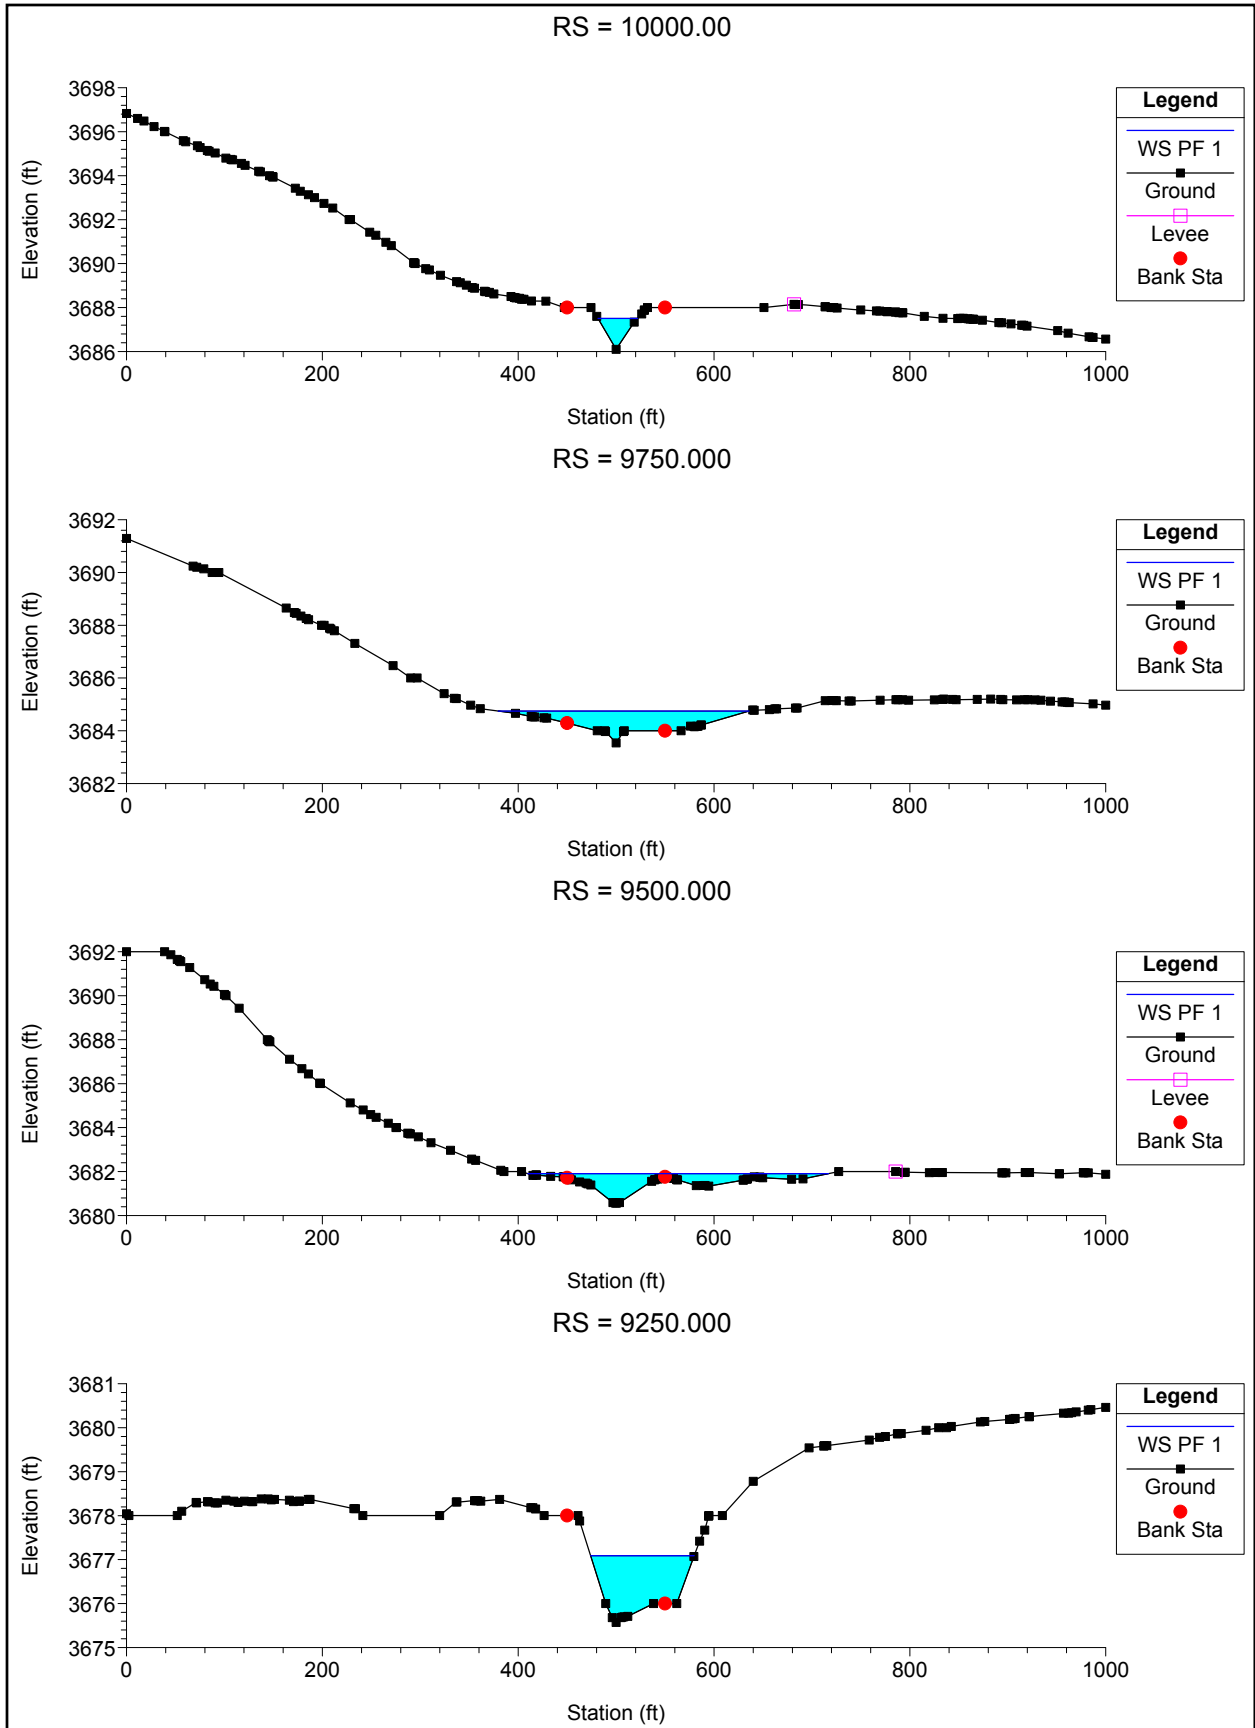 RS = 10000.00
3698
3696
3694
3692
3690
3688
3686
Elevation (ft)
0 200 400 600 800 1000
Station (ft)
Legend
WS PF 1
Ground
Levee
Bank Sta
RS = 9750.000
3692
3690
3688
3686
3684
3682
Elevation (ft)
0 200 400 600 800 1000
Station (ft)
Legend
WS PF 1
Ground
Bank Sta
RS = 9500.000
3692
3690
3688
3686
3684
3682
3680
Elevation (ft)
0 200 400 600 800 1000
Station (ft)
Legend
WS PF 1
Ground
Levee
Bank Sta
RS = 9250.000
3681
3680
3679
3678
3677
3676
3675
Elevation (ft)
0 200 400 600 800 1000
Station (ft)
Legend
WS PF 1
Ground
Bank Sta